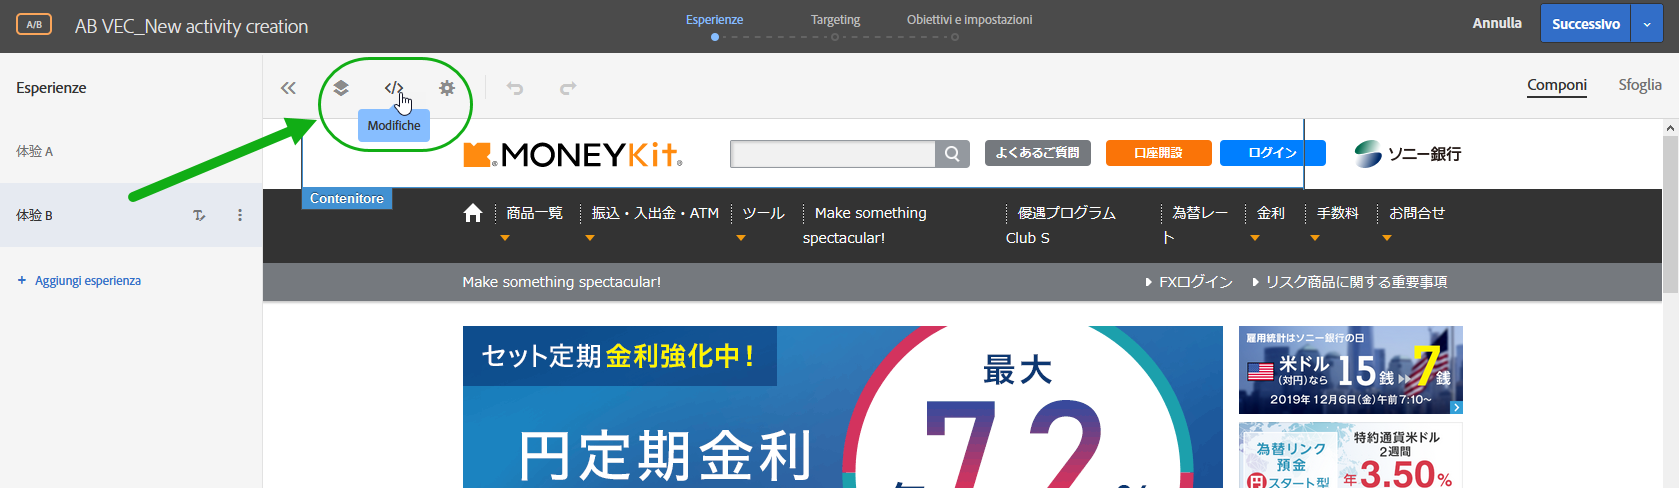 A/B
AB VEC_New activity creation
Esperienze
Targeting
Obiettivi e impostazioni
Annulla
Successivo
Esperienze
Componi
Sfoglia
Modifiche
体验 A
体验 B
+ Aggiungi esperienza
MONEYKit
よくあるご質問
口座開設
ログイン
ソニー銀行
Contenitore
商品一覧
振込・入出金・ATM
ツール
Make something
spectacular!
優遇プログラム
Club S
為替レー
ト
金利
手数料
お問合せ
Make something spectacular!
FXログイン
リスク商品に関する重要事項
セット定期 金利強化中！
円定期金利
最大
年 7.2 %
雇用統計はソニー銀行の日
米ドル
(対円)なら
15銭
7銭
2019年12月6日(金)午前7:10～
為替リンク
預金
円スタート型
特約通貨米ドル
2週間
年3.50%